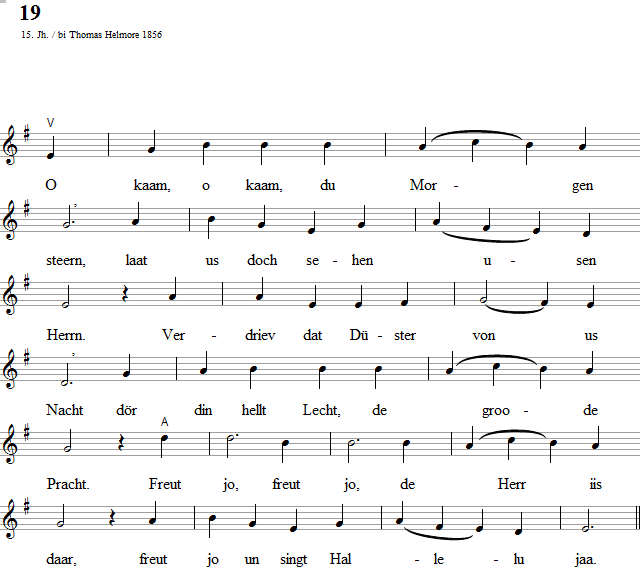 19
15. Jh. / bi Thomas Helmore 1856
V
O kaam, o kaam, du Mor - gen
steern, laat us doch se - hen u - sen
Herrn. Ver - driev dat Dü - ster von us
Nacht dör din hellt Lecht, de groo - de
A
Pracht. Freut jo, freut jo, de Herr iis
daar, freut jo un singt Hal - le - lu jaa.